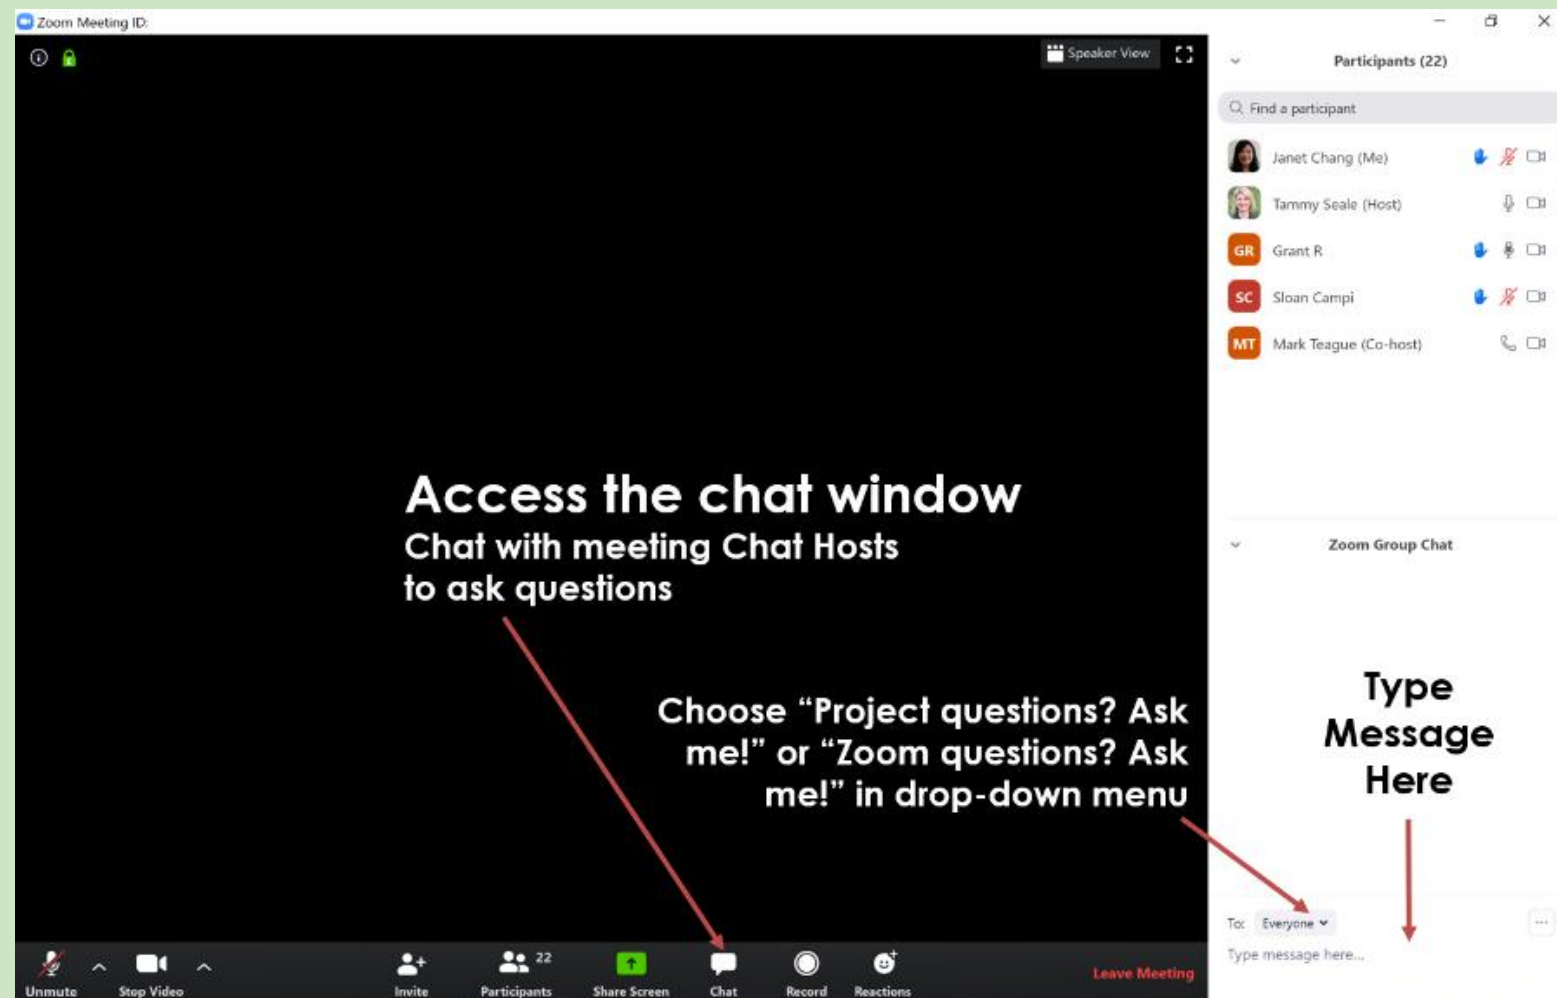 Zoom Meeting ID:
Speaker View
Participants (22)
Find a participant
Janet Chang (Me)
Tammy Seale (Host)
GR Grant R
SC Sloan Campi
MT Mark Teague (Co-host)
Access the chat window
Chat with meeting Chat Hosts
to ask questions
Zoom Group Chat
Choose “Project questions? Ask
me!” or “Zoom questions? Ask
me!” in drop-down menu
Type
Message
Here
To: Everyone
Type message here...
22
Unmute Stop Video Invite Participants Share Screen Chat Record Reactions Leave Meeting